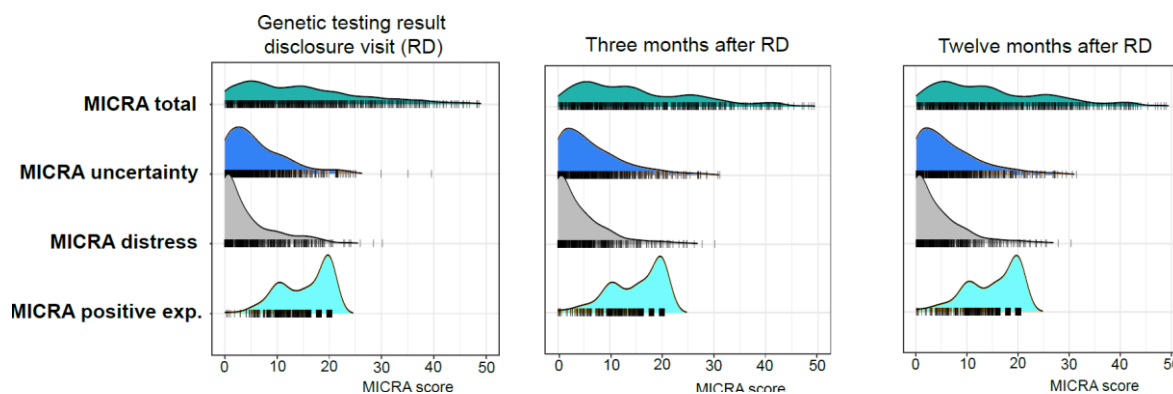 Genetic testing result
disclosure visit (RD)
Three months after RD
Twelve months after RD
MICRA total
MICRA uncertainty
MICRA distress
MICRA positive exp.
0 10 20 30 40 50
0 10 20 30 40 50
0 10 20 30 40 50
MICRA score
MICRA score
MICRA score